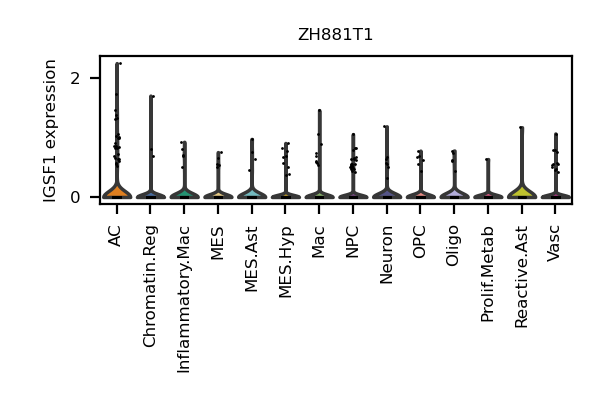 ZH881T1
IGSF1 expression
2
0
AC
Chromatin.Reg
Inflammatory.Mac
MES
MES.Ast
MES.Hyp
Mac
NPC
Neuron
OPC
Oligo
Prolif.Metab
Reactive.Ast
Vasc